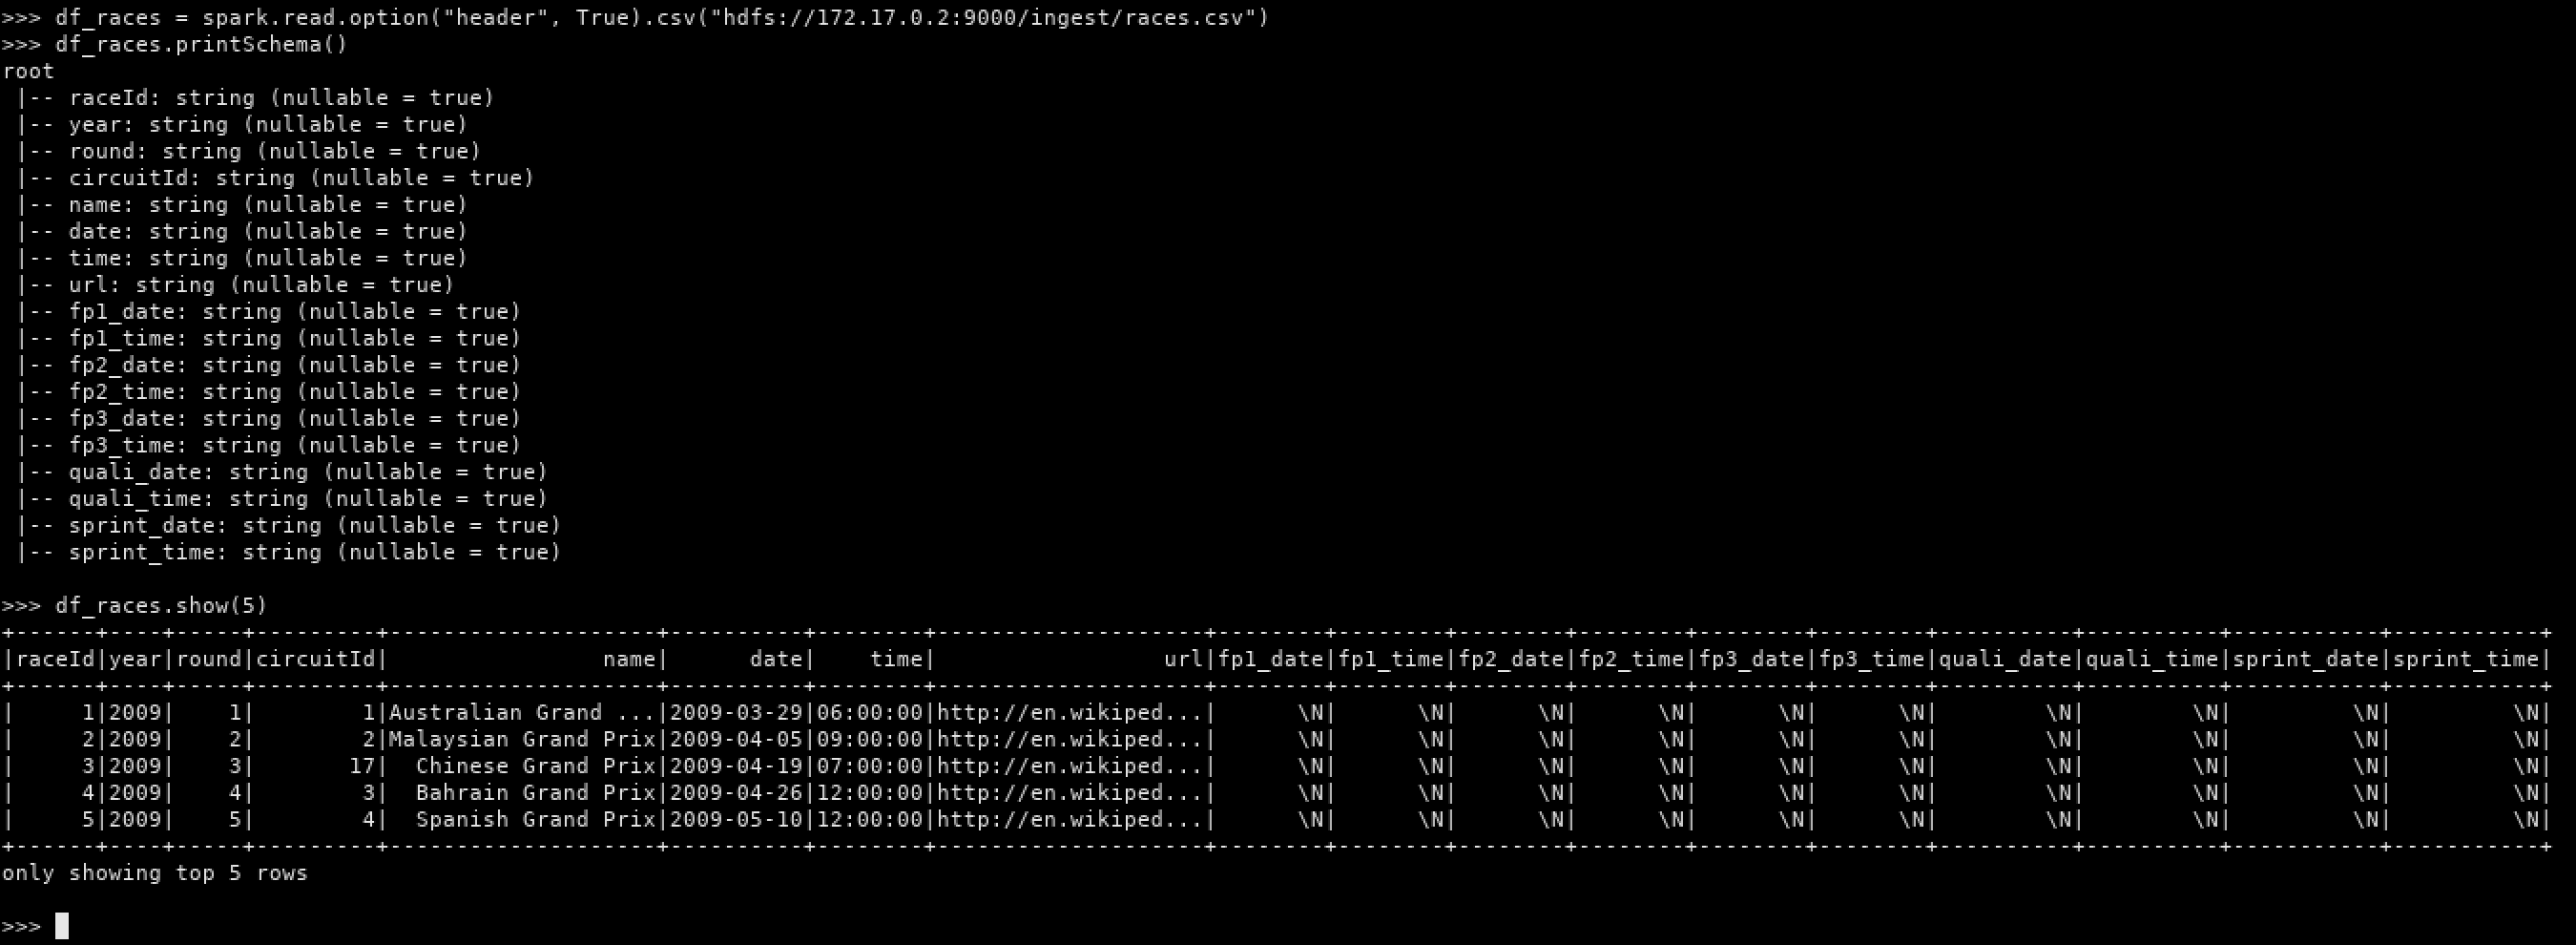 >>> df_races = spark.read.option("header", True).csv("hdfs://172.17.0.2:9000/ingest/races.csv")
>>> df_races.printSchema()
root
 |-- raceId: string (nullable = true)
 |-- year: string (nullable = true)
 |-- round: string (nullable = true)
 |-- circuitId: string (nullable = true)
 |-- name: string (nullable = true)
 |-- date: string (nullable = true)
 |-- time: string (nullable = true)
 |-- url: string (nullable = true)
 |-- fp1_date: string (nullable = true)
 |-- fp1_time: string (nullable = true)
 |-- fp2_date: string (nullable = true)
 |-- fp2_time: string (nullable = true)
 |-- fp3_date: string (nullable = true)
 |-- fp3_time: string (nullable = true)
 |-- quali_date: string (nullable = true)
 |-- quali_time: string (nullable = true)
 |-- sprint_date: string (nullable = true)
 |-- sprint_time: string (nullable = true)

>>> df_races.show(5)
+------+----+-----+---------+--------------------+----------+--------+--------------------+--------+--------+--------+--------+--------+--------+----------+----------+-----------+-----------+
|raceId|year|round|circuitId|                name|      date|    time|                 url|fp1_date|fp1_time|fp2_date|fp2_time|fp3_date|fp3_time|quali_date|quali_time|sprint_date|sprint_time|
+------+----+-----+---------+--------------------+----------+--------+--------------------+--------+--------+--------+--------+--------+--------+----------+----------+-----------+-----------+
|     1|2009|    1|        1|Australian Grand ...|2009-03-29|06:00:00|http://en.wikiped...|      \N|      \N|      \N|      \N|      \N|      \N|        \N|        \N|         \N|         \N|
|     2|2009|    2|        2|Malaysian Grand Prix|2009-04-05|09:00:00|http://en.wikiped...|      \N|      \N|      \N|      \N|      \N|      \N|        \N|        \N|         \N|         \N|
|     3|2009|    3|       17|  Chinese Grand Prix|2009-04-19|07:00:00|http://en.wikiped...|      \N|      \N|      \N|      \N|      \N|      \N|        \N|        \N|         \N|         \N|
|     4|2009|    4|        3|  Bahrain Grand Prix|2009-04-26|12:00:00|http://en.wikiped...|      \N|      \N|      \N|      \N|      \N|      \N|        \N|        \N|         \N|         \N|
|     5|2009|    5|        4|  Spanish Grand Prix|2009-05-10|12:00:00|http://en.wikiped...|      \N|      \N|      \N|      \N|      \N|      \N|        \N|        \N|         \N|         \N|
+------+----+-----+---------+--------------------+----------+--------+--------------------+--------+--------+--------+--------+--------+--------+----------+----------+-----------+-----------+
only showing top 5 rows

>>>